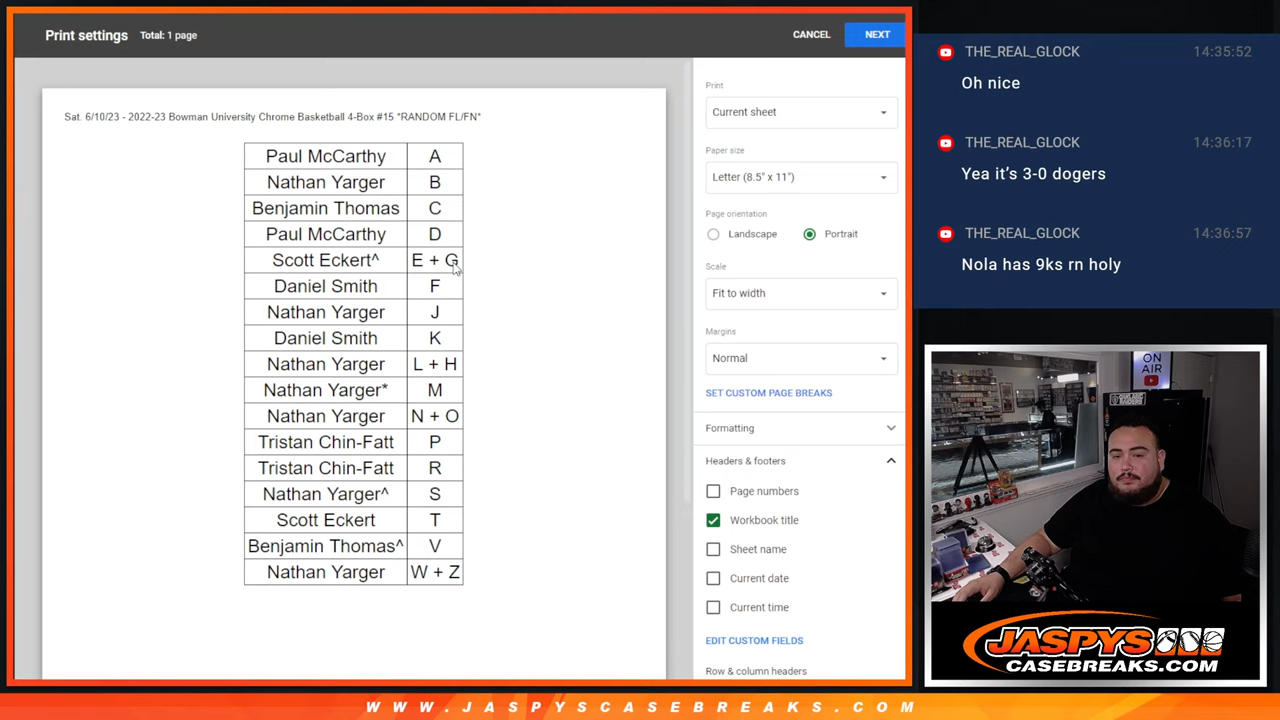 Print settings Total: 1 page CANCEL NEXT
Sat. 6/10/23 - 2022-23 Bowman University Chrome Basketball 4-Box #15 *RANDOM FL/FN*
Paul McCarthy A
Nathan Yarger B
Benjamin Thomas C
Paul McCarthy D
Scott Eckert^ E + G
Daniel Smith F
Nathan Yarger J
Daniel Smith K
Nathan Yarger L + H
Nathan Yarger* M
Nathan Yarger N + O
Tristan Chin-Fatt P
Tristan Chin-Fatt R
Nathan Yarger^ S
Scott Eckert T
Benjamin Thomas^ V
Nathan Yarger W + Z
Print
Current sheet
Paper size
Letter (8.5" x 11")
Page orientation
Landscape Portrait
Scale
Fit to width
Margins
Normal
SET CUSTOM PAGE BREAKS
Formatting
Headers & footers
Page numbers
Workbook title
Sheet name
Current date
Current time
EDIT CUSTOM FIELDS
Row & column headers
THE_REAL_GLOCK 14:35:52
Oh nice
THE_REAL_GLOCK 14:36:17
Yea it’s 3-0 dogers
THE_REAL_GLOCK 14:36:57
Nola has 9ks rn holy
ON
AIR
JASPYS
CASEBREAKS.COM
WWW.JASPYSCASEBREAKS.COM